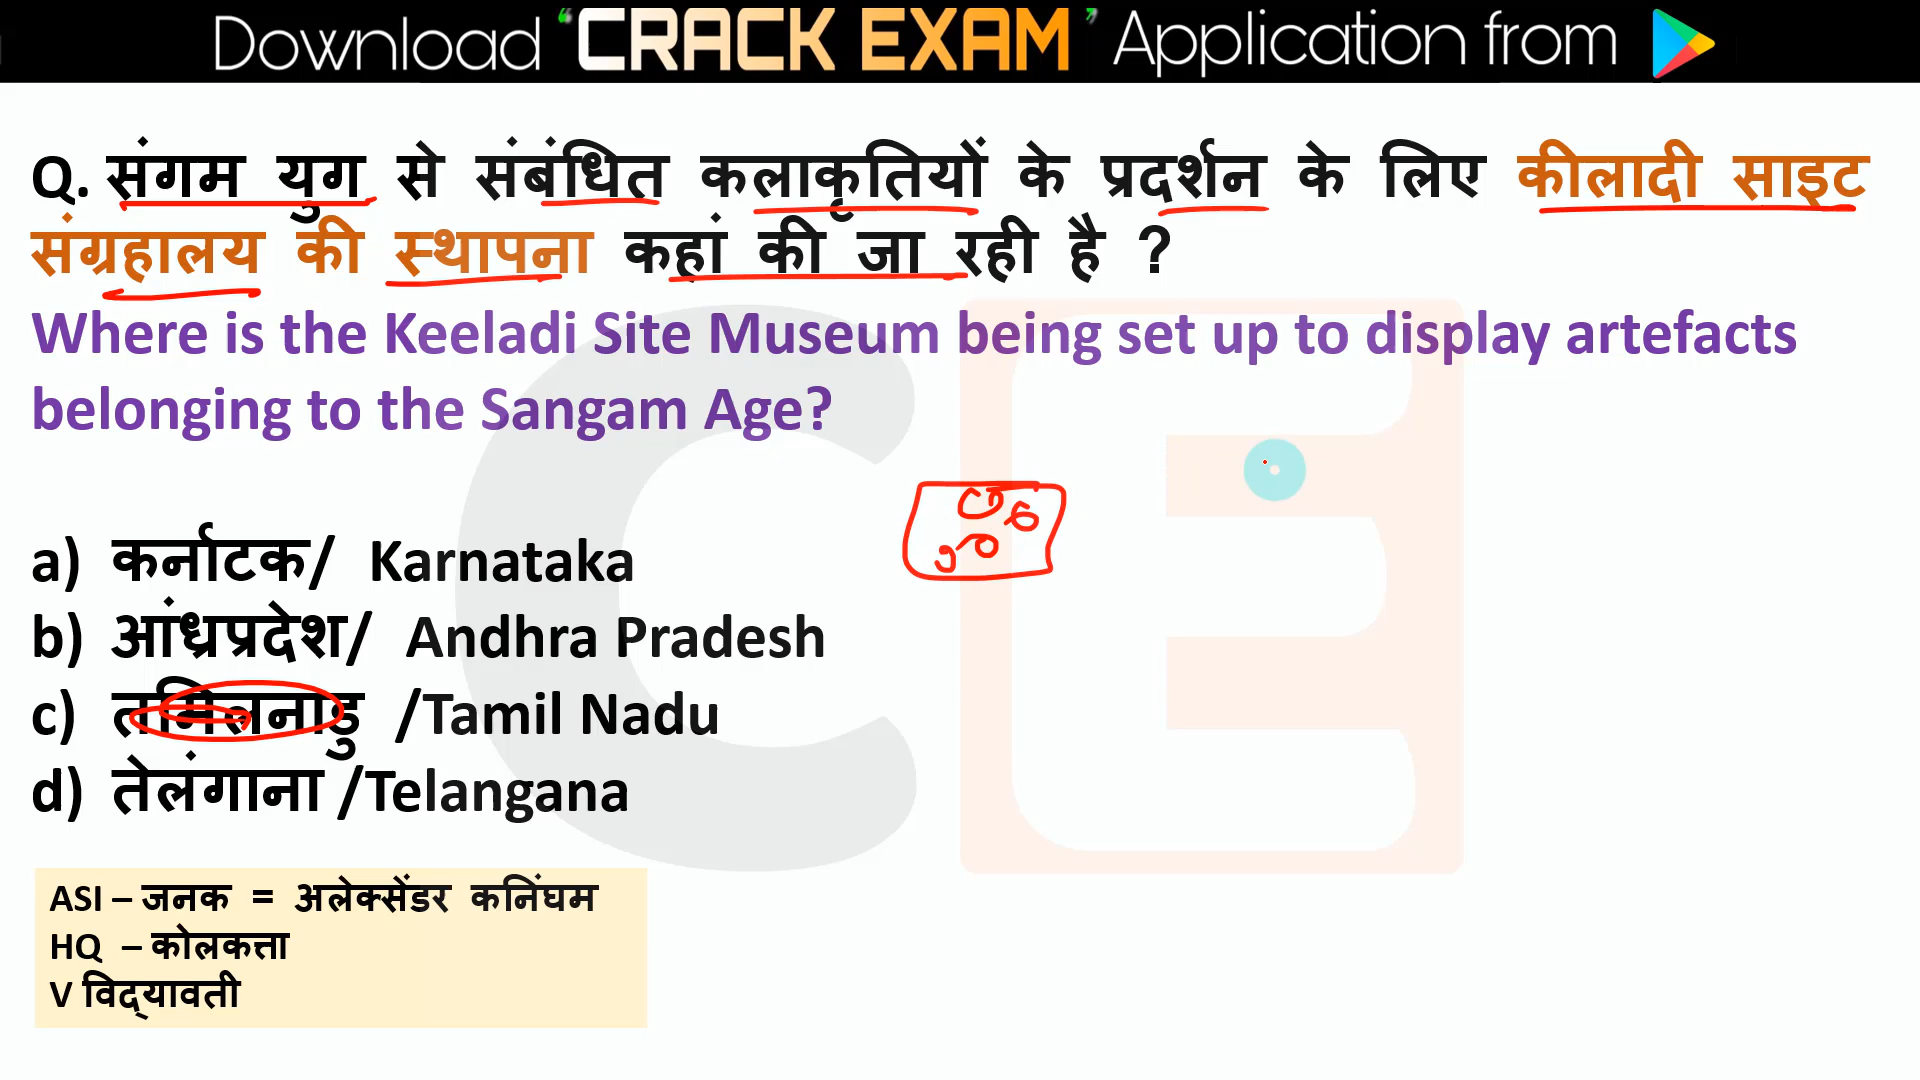 Download “CRACK EXAM” Application from
Q. संगम युग से संबंधित कलाकृतियों के प्रदर्शन के लिए कीलादी साइट
संग्रहालय की स्थापना कहां की जा रही है ?
Where is the Keeladi Site Museum being set up to display artefacts
belonging to the Sangam Age?
a) कर्नाटक/ Karnataka
b) आंध्रप्रदेश/ Andhra Pradesh
c) तमिलनाडु /Tamil Nadu
d) तेलंगाना /Telangana
ASI – जनक = अलेक्सेंडर कनिंघम
HQ – कोलकत्ता
V विद्यावती